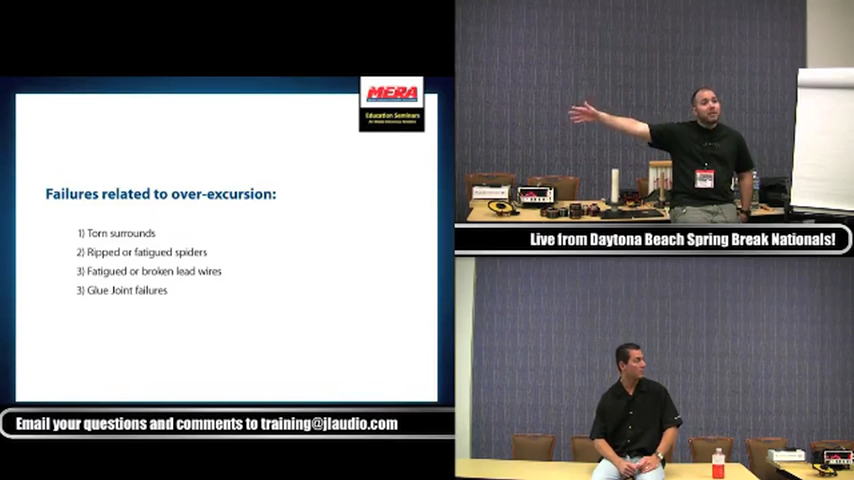 MERA
Education Seminars
Failures related to over-excursion:
1) Torn surrounds
2) Ripped or fatigued spiders
3) Fatigued or broken lead wires
3) Glue Joint failures
Live from Daytona Beach Spring Break Nationals!
Email your questions and comments to training@jlaudio.com